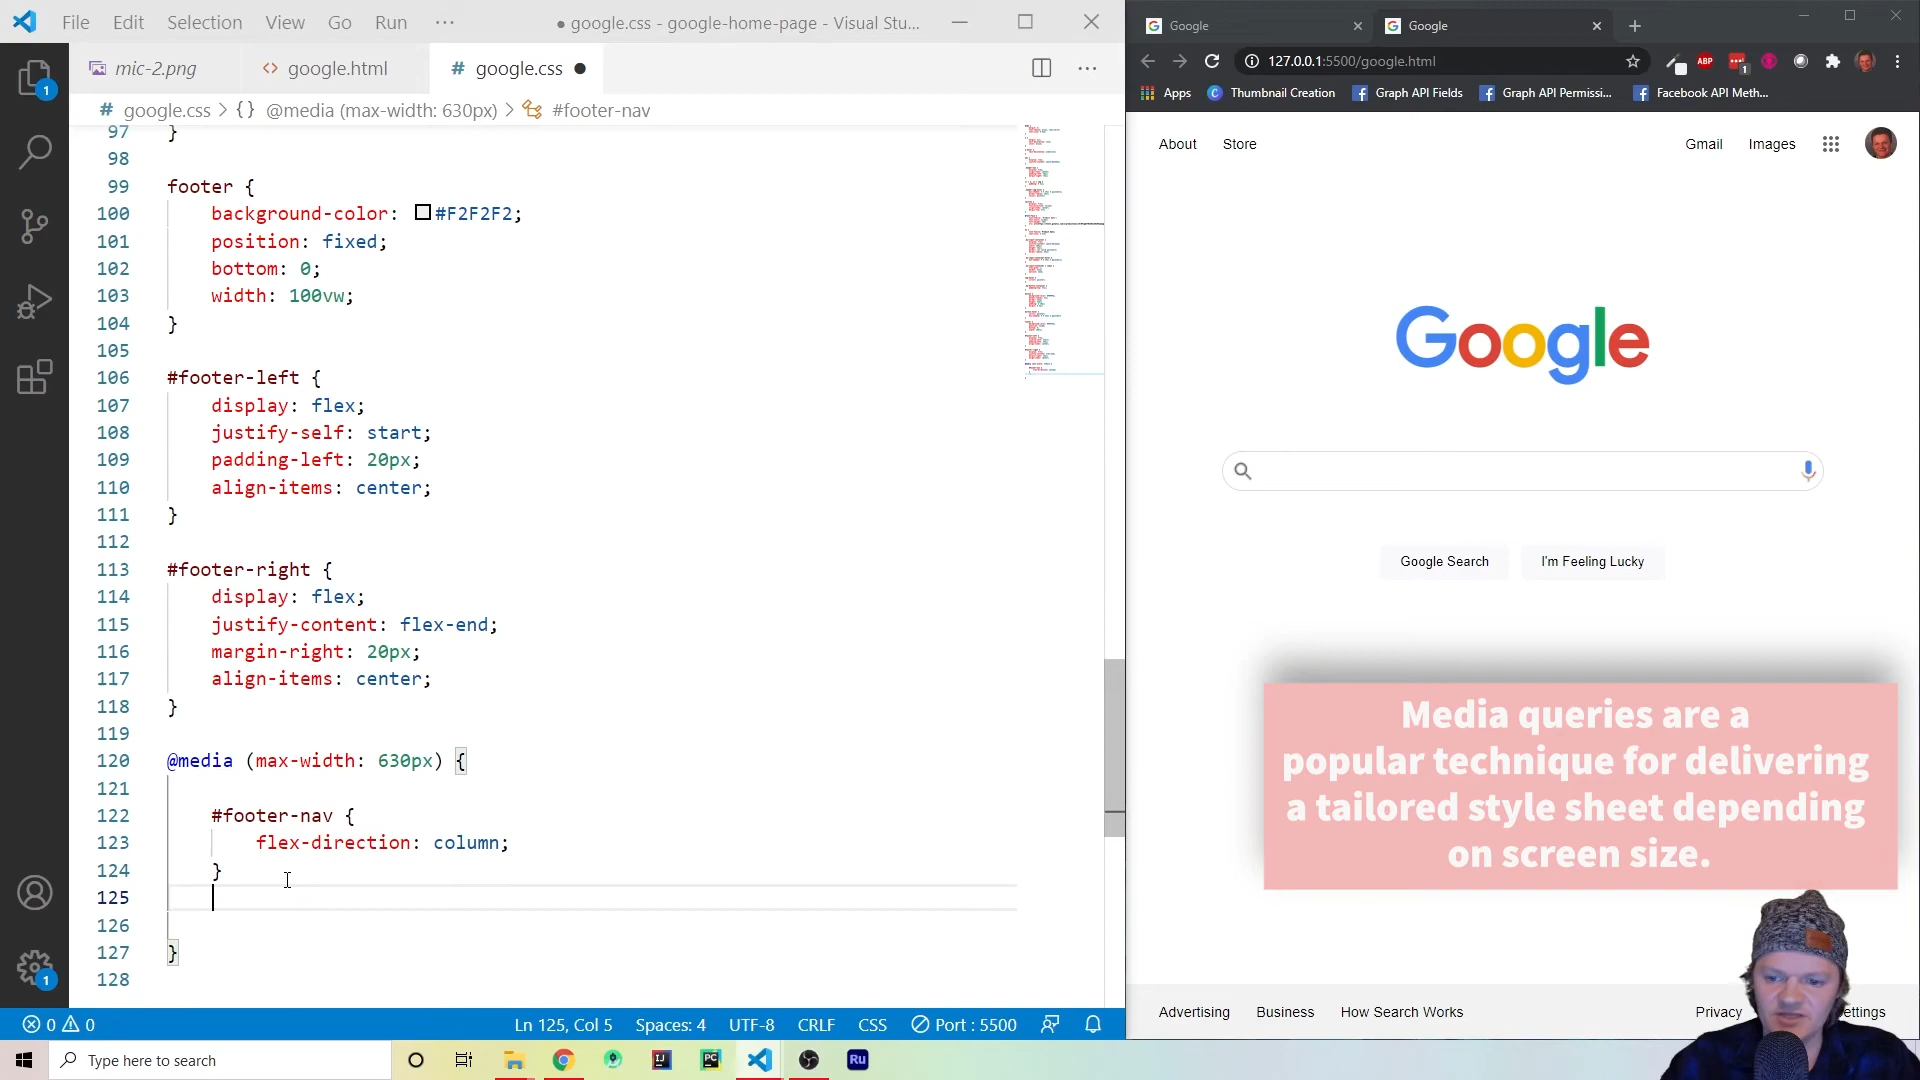 File Edit Selection View Go Run ···
● google.css - google-home-page - Visual Stu...
mic-2.png
<> google.html
# google.css ●
# google.css > {} @media (max-width: 630px) > #footer-nav
97 }
98
99 footer {
100 background-color: #F2F2F2;
101 position: fixed;
102 bottom: 0;
103 width: 100vw;
104 }
105
106 #footer-left {
107 display: flex;
108 justify-self: start;
109 padding-left: 20px;
110 align-items: center;
111 }
112
113 #footer-right {
114 display: flex;
115 justify-content: flex-end;
116 margin-right: 20px;
117 align-items: center;
118 }
119
120 @media (max-width: 630px) {
121
122 #footer-nav {
123 flex-direction: column;
124 }
125
126
127 }
128
1
1
0 0
Ln 125, Col 5 Spaces: 4 UTF-8 CRLF CSS Port : 5500
Type here to search
IJ
PC
Ru
Google
Google
127.0.0.1:5500/google.html
ABP
1
Apps
Thumbnail Creation
Graph API Fields
Graph API Permissi...
Facebook API Meth...
About Store
Gmail Images
Google
Google Search
I'm Feeling Lucky
Media queries are a
popular technique for delivering
a tailored style sheet depending
on screen size.
Advertising Business How Search Works
Privacy
ettings